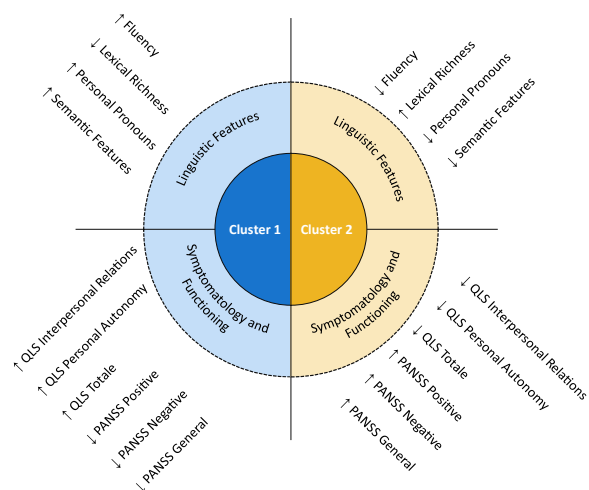 ↑ Fluency
↓ Lexical Richness
↑ Personal Pronouns
↑ Semantic Features
↓ Fluency
↑ Lexical Richness
↓ Personal Pronouns
↓ Semantic Features
Linguistic Features
Linguistic Features
Cluster 1
Cluster 2
Symptomatology and
Functioning
Symptomatology and
Functioning
↑ QLS Interpersonal Relations
↑ QLS Personal Autonomy
↑ QLS Totale
↓ PANSS Positive
↓ PANSS Negative
↓ PANSS General
↓ QLS Interpersonal Relations
↓ QLS Personal Autonomy
↓ QLS Totale
↑ PANSS Positive
↑ PANSS Negative
↑ PANSS General